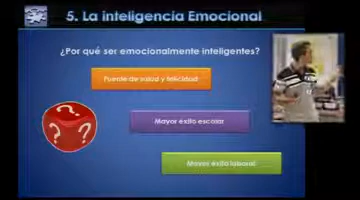 5. La inteligencia Emocional
¿Por qué ser emocionalmente inteligentes?
Fuente de salud y felicidad
Mayor éxito escolar
Mayor éxito laboral
? ? ?